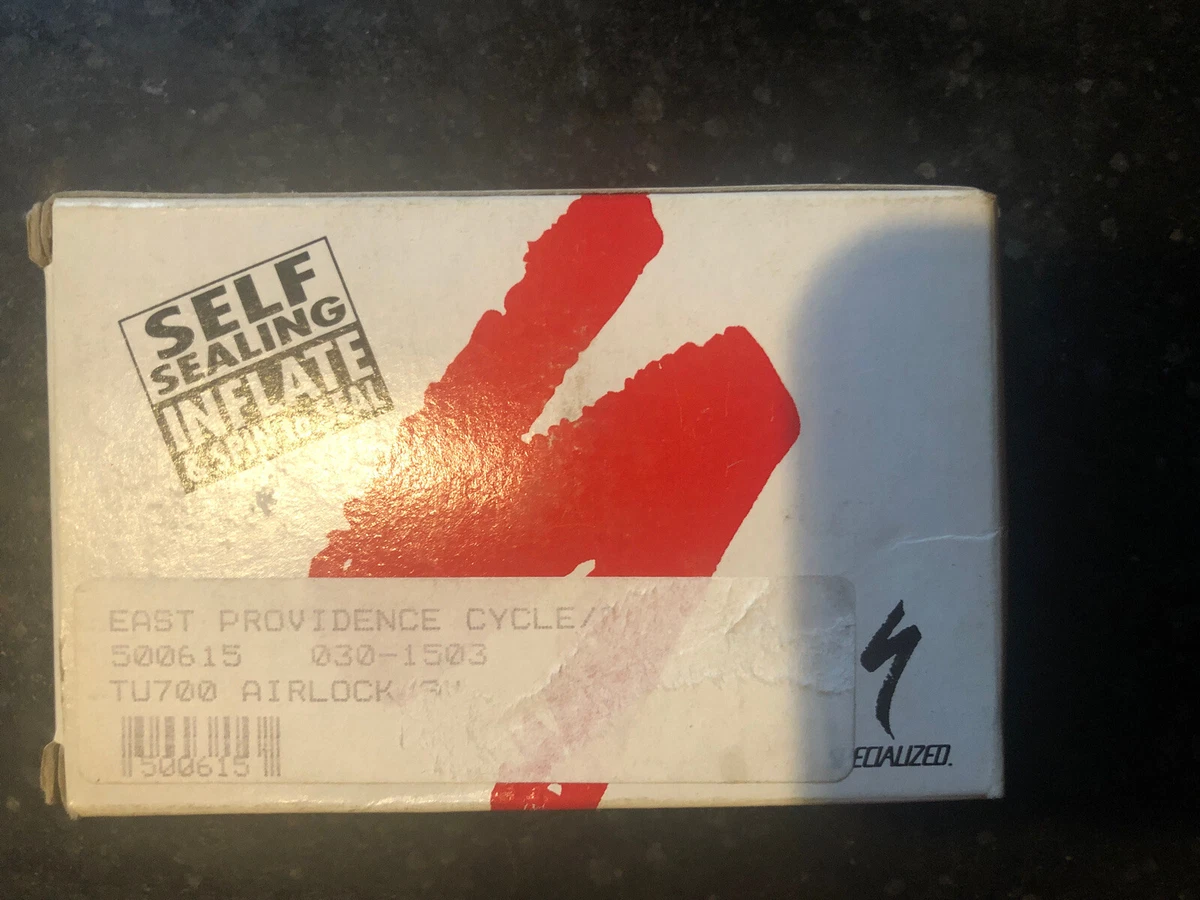 SELF
SEALING
INFLATE
EAST PROVIDENCE CYCLE/
500615 030-1503
TU700 AIRLOCK
500615
ECIALIZED.